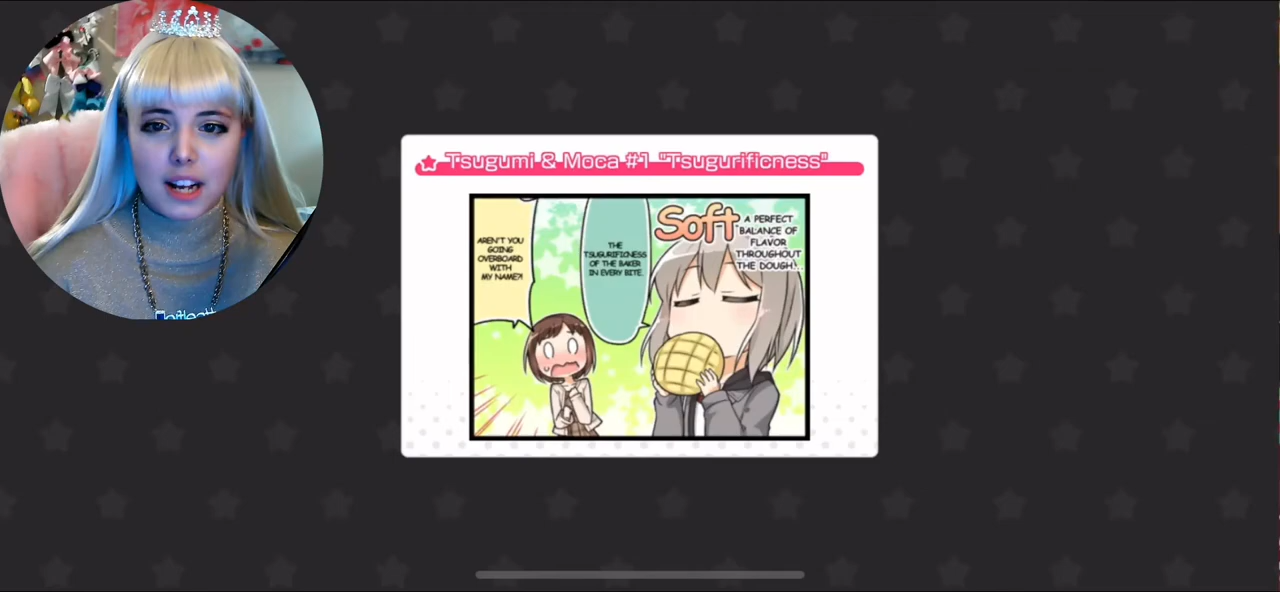 Tsugumi & Moca #1 "Tsugurificness"
Soft
A PERFECT
BALANCE OF
FLAVOR
THROUGHOUT
THE DOUGH...
THE
TSUGURIFICNESS
OF THE BAKER
IN EVERY BITE.
AREN'T YOU
GOING
OVERBOARD
WITH
MY NAME?!